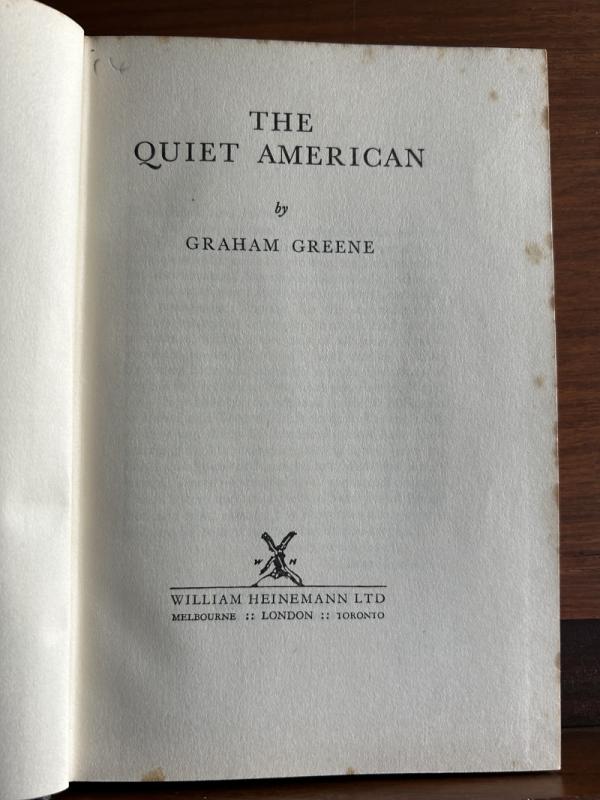 THE
QUIET AMERICAN
by
GRAHAM GREENE
W H
WILLIAM HEINEMANN LTD
MELBOURNE :: LONDON :: TORONTO